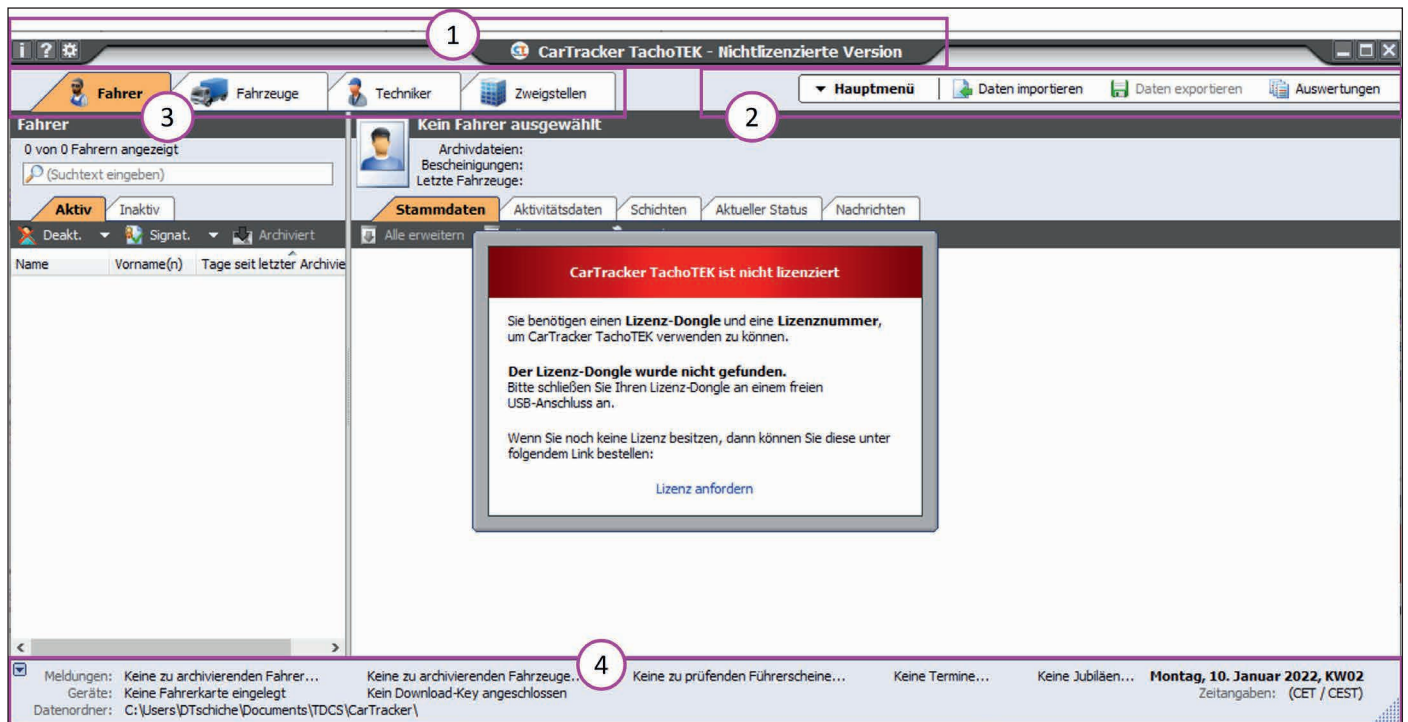 1
i ? CarTracker TachoTEK - Nichtlizenzierte Version
Fahrer Fahrzeuge Techniker Zweigstellen
Hauptmenü Daten importieren Daten exportieren Auswertungen
3
2
Fahrer
0 von 0 Fahrern angezeigt
(Suchtext eingeben)
Aktiv Inaktiv
Deakt. Signat. Archiviert
Name Vorname(n) Tage seit letzter Archivie
Kein Fahrer ausgewählt
Archivdateien:
Bescheinigungen:
Letzte Fahrzeuge:
Stammdaten Aktivitätsdaten Schichten Aktueller Status Nachrichten
Alle erweitern
CarTracker TachoTEK ist nicht lizenziert
Sie benötigen einen Lizenz-Dongle und eine Lizenznummer,
um CarTracker TachoTEK verwenden zu können.
Der Lizenz-Dongle wurde nicht gefunden.
Bitte schließen Sie Ihren Lizenz-Dongle an einem freien
USB-Anschluss an.
Wenn Sie noch keine Lizenz besitzen, dann können Sie diese unter
folgendem Link bestellen:
Lizenz anfordern
4
Meldungen: Keine zu archivierenden Fahrer... Keine zu archivierenden Fahrzeuge.. Keine zu prüfenden Führerscheine... Keine Termine... Keine Jubiläen... Montag, 10. Januar 2022, KW02
Geräte: Keine Fahrerkarte eingelegt Kein Download-Key angeschlossen Zeitangaben: (CET / CEST)
Datenordner: C:\Users\DTschiche\Documents\TDCS\CarTracker\